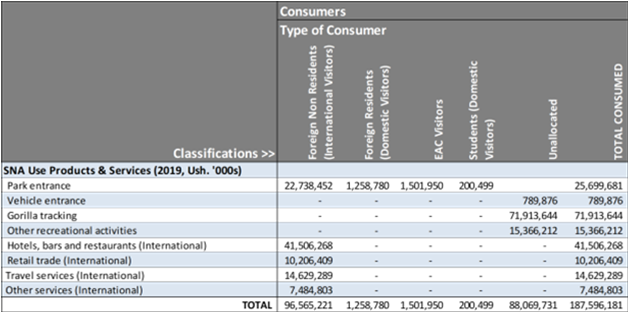 Consumers
Type of Consumer
Classifications >>
Foreign Non Residents (International Visitors)
Foreign Residents (Domestic Visitors)
EAC Visitors
Students (Domestic Visitors)
Unallocated
TOTAL CONSUMED
SNA Use Products & Services (2019, Ush. '000s)
Park entrance 22,738,452 1,258,780 1,501,950 200,499 25,699,681
Vehicle entrance - - - - 789,876 789,876
Gorilla tracking - - - - 71,913,644 71,913,644
Other recreational activities - - - - 15,366,212 15,366,212
Hotels, bars and restaurants (International) 41,506,268 - - - - 41,506,268
Retail trade (International) 10,206,409 - - - - 10,206,409
Travel services (International) 14,629,289 - - - - 14,629,289
Other services (International) 7,484,803 - - - - 7,484,803
TOTAL 96,565,221 1,258,780 1,501,950 200,499 88,069,731 187,596,181